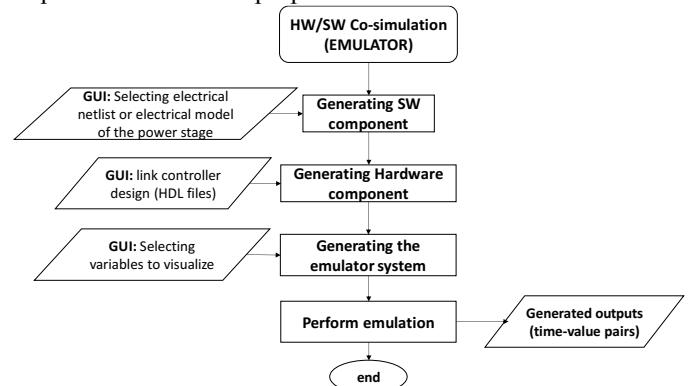 HW/SW Co-simulation
(EMULATOR)
GUI: Selecting electrical
netlist or electrical model
of the power stage
Generating SW
component
GUI: link controller
design (HDL files)
Generating Hardware
component
GUI: Selecting
variables to visualize
Generating the
emulator system
Perform emulation
Generated outputs
(time-value pairs)
end